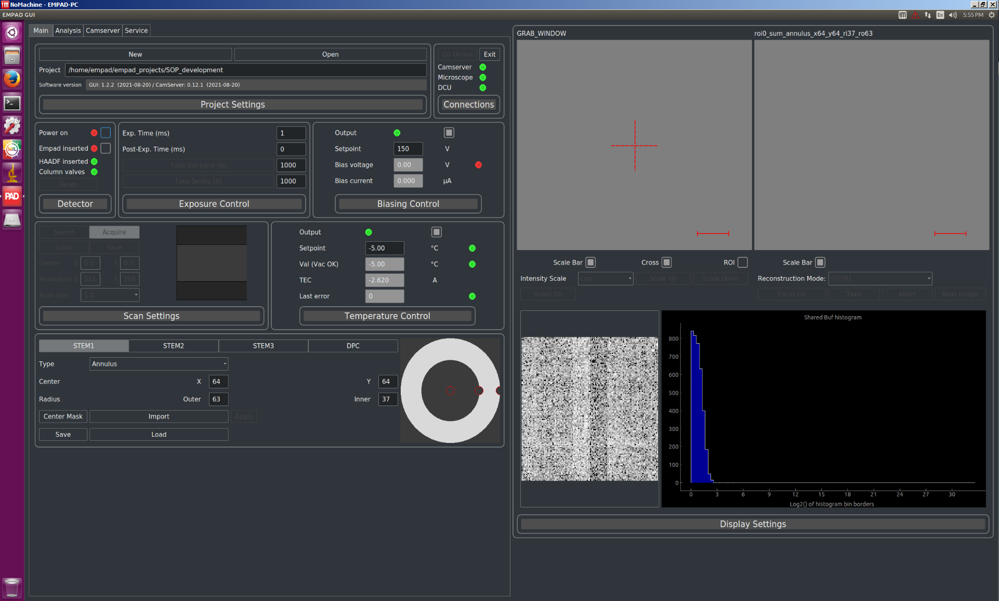 NoMachine - EMPAD-PC
EMPAD GUI
En
5:55 PM
Main
Analysis
Camserver
Service
New
Open
Project
/home/empad/empad_projects/SOP_development
Software version
GUI: 1.2.2 (2021-08-20) / CamServer: 0.12.1 (2021-08-20)
Project Settings
Go Online
Exit
Camserver
Microscope
DCU
Connections
Power on
Empad inserted
HAADF inserted
Column valves
Reset
Detector
Exp. Time (ms)
1
Post-Exp. Time (ms)
0
Take Backgnd (N)
1000
Take Series (N)
1000
Exposure Control
Output
Setpoint
150
V
Bias voltage
0.00
V
Bias current
0.000
µA
Biasing Control
Search
Acquire
Load
Save
Center
X
0.5
Y
0.5
Resolution X
512
Y
256
Scan size
1.0
Scan Settings
Output
Setpoint
-5.00
°C
Val (Vac OK)
-5.00
°C
TEC
-2.620
A
Last error
0
Temperature Control
STEM1
STEM2
STEM3
DPC
Type
Annulus
Center
X
64
Y
64
Radius
Outer
63
Inner
37
Center Mask
Import
Apply
Save
Load
MIL
PAD
GRAB_WINDOW
roi0_sum_annulus_x64_y64_ri37_ro63
Scale Bar
Cross
ROI
Scale Bar
Intensity Scale
Log
Scale Up
Scale Down
Reconstruction Mode:
STEM1
Video On
Focus On
Take
Abort
Next Image
Shared Buf histogram
800
700
600
500
400
300
200
100
0
0 3 6 9 12 15 18 21 24 27 30
Log2() of histogram bin borders
Display Settings